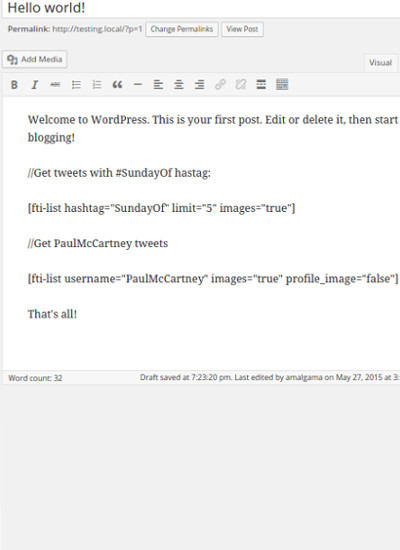 Hello world!
Permalink: http://testing.local/?p=1 Change Permalinks View Post
Add Media
Visual
B I ABC
Welcome to WordPress. This is your first post. Edit or delete it, then start
blogging!
//Get tweets with #SundayOf hastag:
[fti-list hashtag="SundayOf" limit="5" images="true"]
//Get PaulMcCartney tweets
[fti-list username="PaulMcCartney" images="true" profile_image="false"]
That's all!
Word count: 32 Draft saved at 7:23:20 pm. Last edited by amalgama on May 27, 2015 at 3: